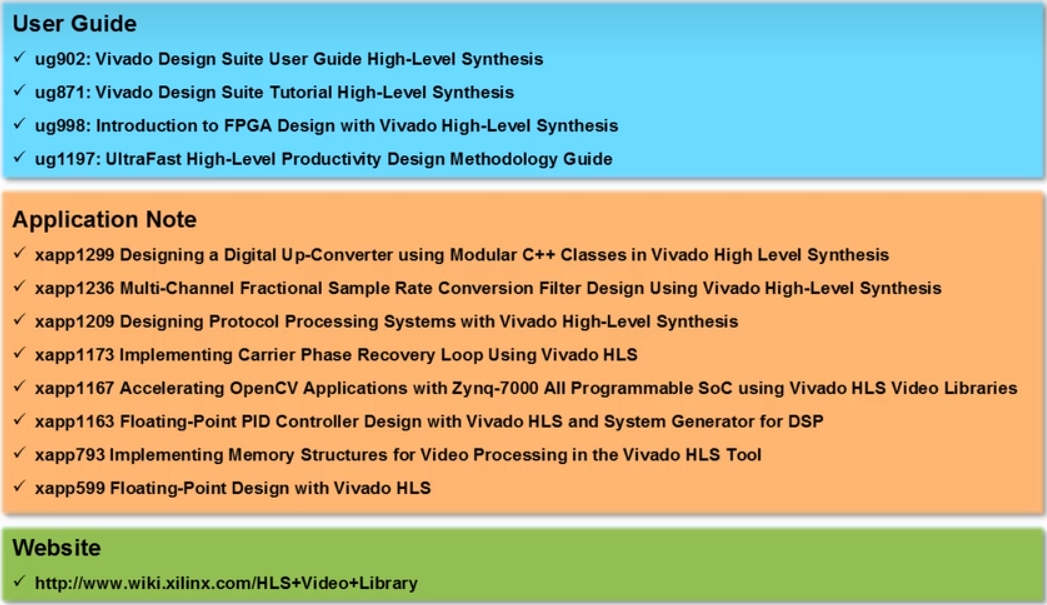 User Guide
✓ ug902: Vivado Design Suite User Guide High-Level Synthesis
✓ ug871: Vivado Design Suite Tutorial High-Level Synthesis
✓ ug998: Introduction to FPGA Design with Vivado High-Level Synthesis
✓ ug1197: UltraFast High-Level Productivity Design Methodology Guide
Application Note
✓ xapp1299 Designing a Digital Up-Converter using Modular C++ Classes in Vivado High Level Synthesis
✓ xapp1236 Multi-Channel Fractional Sample Rate Conversion Filter Design Using Vivado High-Level Synthesis
✓ xapp1209 Designing Protocol Processing Systems with Vivado High-Level Synthesis
✓ xapp1173 Implementing Carrier Phase Recovery Loop Using Vivado HLS
✓ xapp1167 Accelerating OpenCV Applications with Zynq-7000 All Programmable SoC using Vivado HLS Video Libraries
✓ xapp1163 Floating-Point PID Controller Design with Vivado HLS and System Generator for DSP
✓ xapp793 Implementing Memory Structures for Video Processing in the Vivado HLS Tool
✓ xapp599 Floating-Point Design with Vivado HLS
Website
✓ http://www.wiki.xilinx.com/HLS+Video+Library